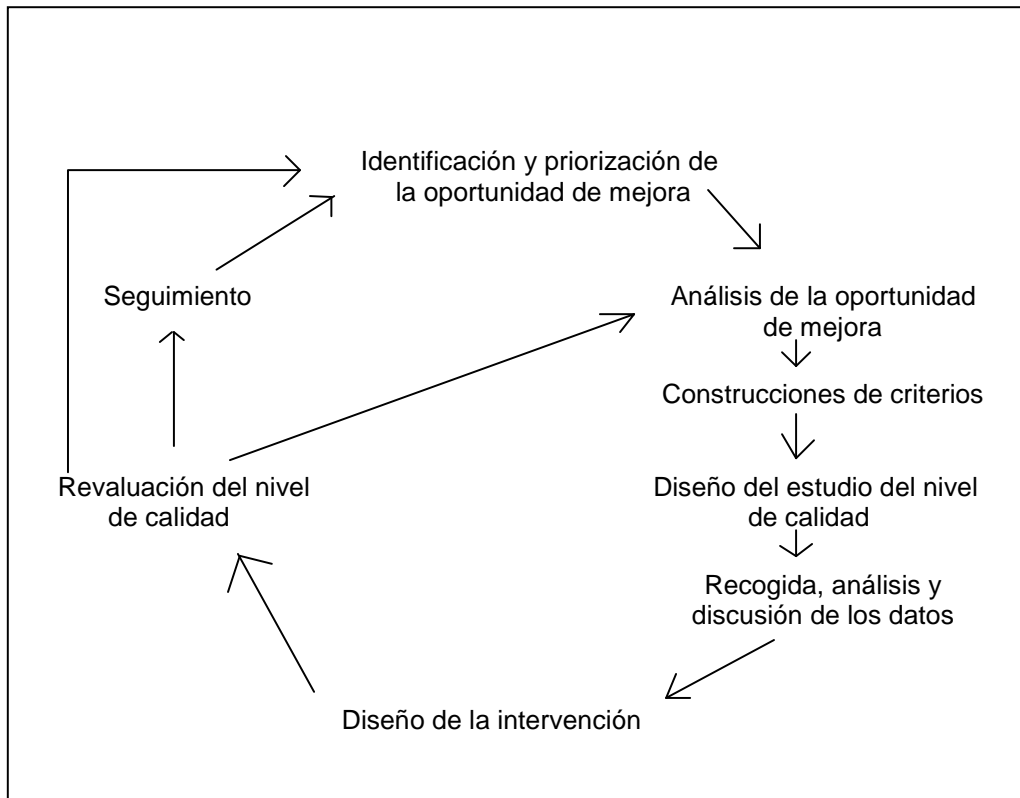 Identificación y priorización de
la oportunidad de mejora
Seguimiento
Análisis de la oportunidad
de mejora
Construcciones de criterios
Revaluación del nivel
de calidad
Diseño del estudio del nivel
de calidad
Recogida, análisis y
discusión de los datos
Diseño de la intervención